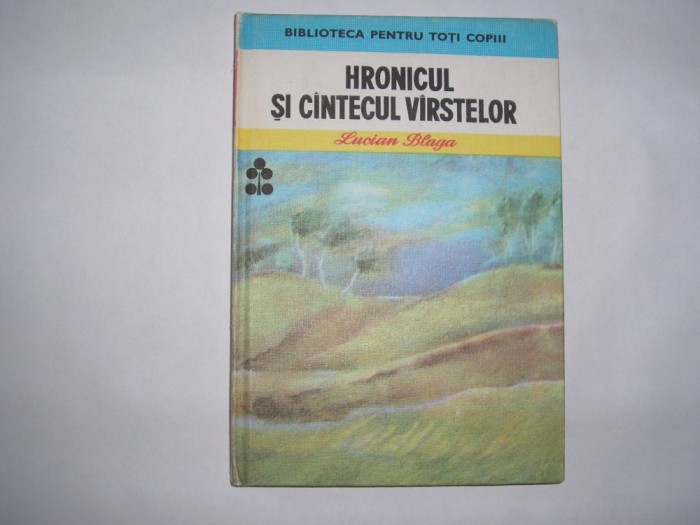 BIBLIOTECA PENTRU TOȚI COPIII
HRONICUL
ȘI CÎNTECUL VÎRSTELOR
Lucian Blaga